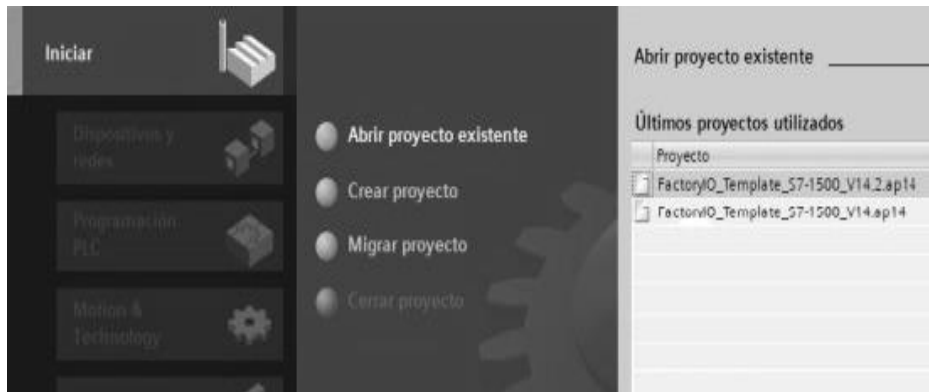 Iniciar
Dispositivos y
redes
Programación
PLC
Motion &
Technology
Abrir proyecto existente
Crear proyecto
Migrar proyecto
Cerrar proyecto
Abrir proyecto existente
Últimos proyectos utilizados
Proyecto
FactoryIO_Template_S7-1500_V14.2.ap14
FactoryIO_Template_S7-1500_V14.ap14